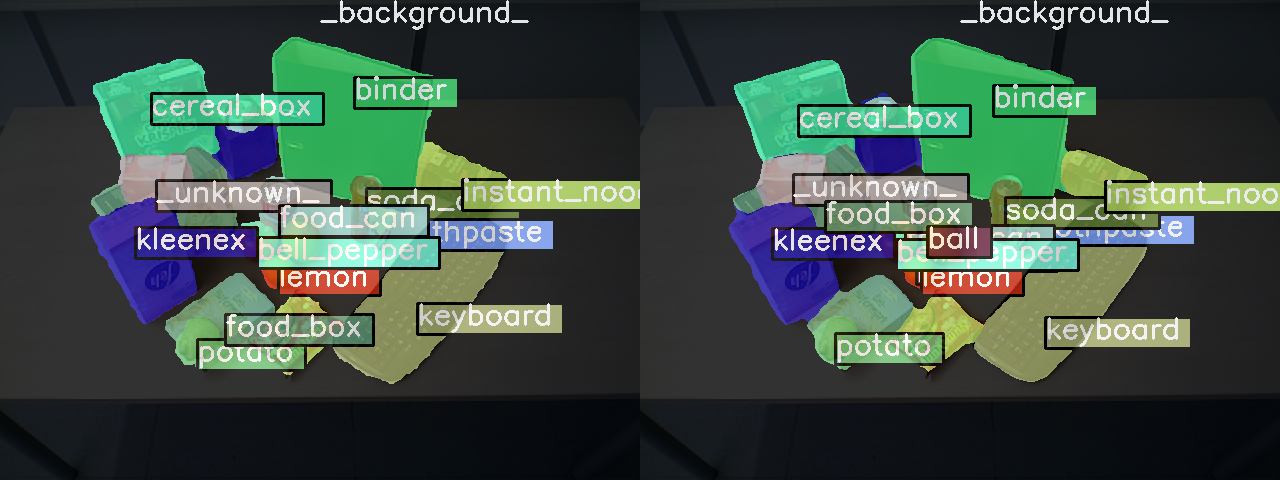 _background_
binder
cereal_box
_unknown_
soda_c
instant_noo
food_can
thpaste
kleenex
bell_pepper
lemon
keyboard
food_box
potato
_background_
binder
cereal_box
_unknown_
instant_noo
soda_can
food_box
thpaste
kleenex
ball
can
bell_pepper
lemon
keyboard
potato